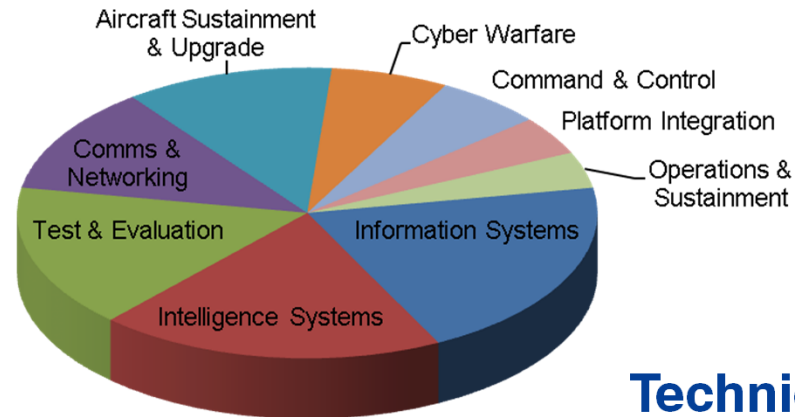 Aircraft Sustainment
& Upgrade
Cyber Warfare
Command & Control
Platform Integration
Operations &
Sustainment
Comms &
Networking
Test & Evaluation
Information Systems
Intelligence Systems